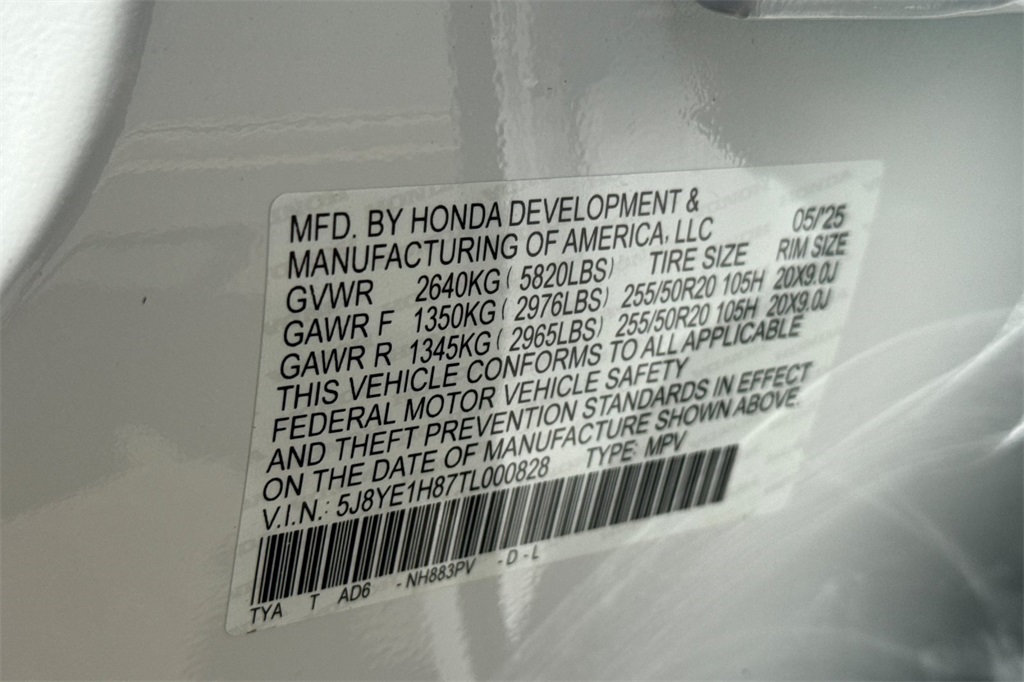 MFD. BY HONDA DEVELOPMENT &
MANUFACTURING OF AMERICA, LLC 05/'25
GVWR 2640KG ( 5820LBS) TIRE SIZE RIM SIZE
GAWR F 1350KG ( 2976LBS) 255/50R20 105H 20X9.0J
GAWR R 1345KG ( 2965LBS) 255/50R20 105H 20X9.0J
THIS VEHICLE CONFORMS TO ALL APPLICABLE
FEDERAL MOTOR VEHICLE SAFETY
AND THEFT PREVENTION STANDARDS IN EFFECT
ON THE DATE OF MANUFACTURE SHOWN ABOVE.
V.I.N.: 5J8YE1H87TL000828 TYPE: MPV
TYA T AD6 - NH883PV - D - L